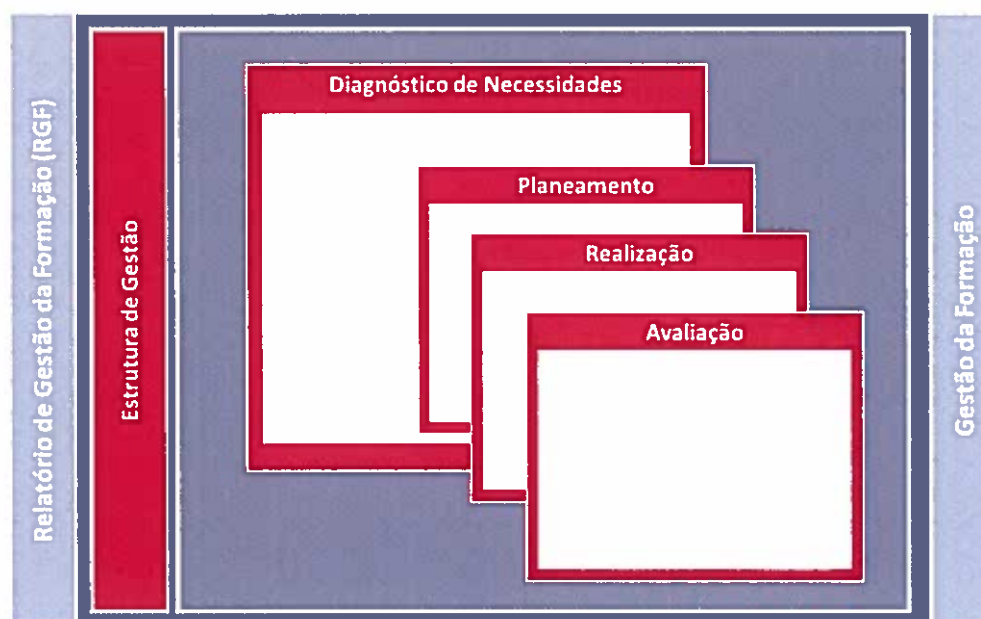 Relatório de Gestão da Formação (RGF)
Estrutura de Gestão
Diagnóstico de Necessidades
Planeamento
Realização
Avaliação
Gestão da Formação